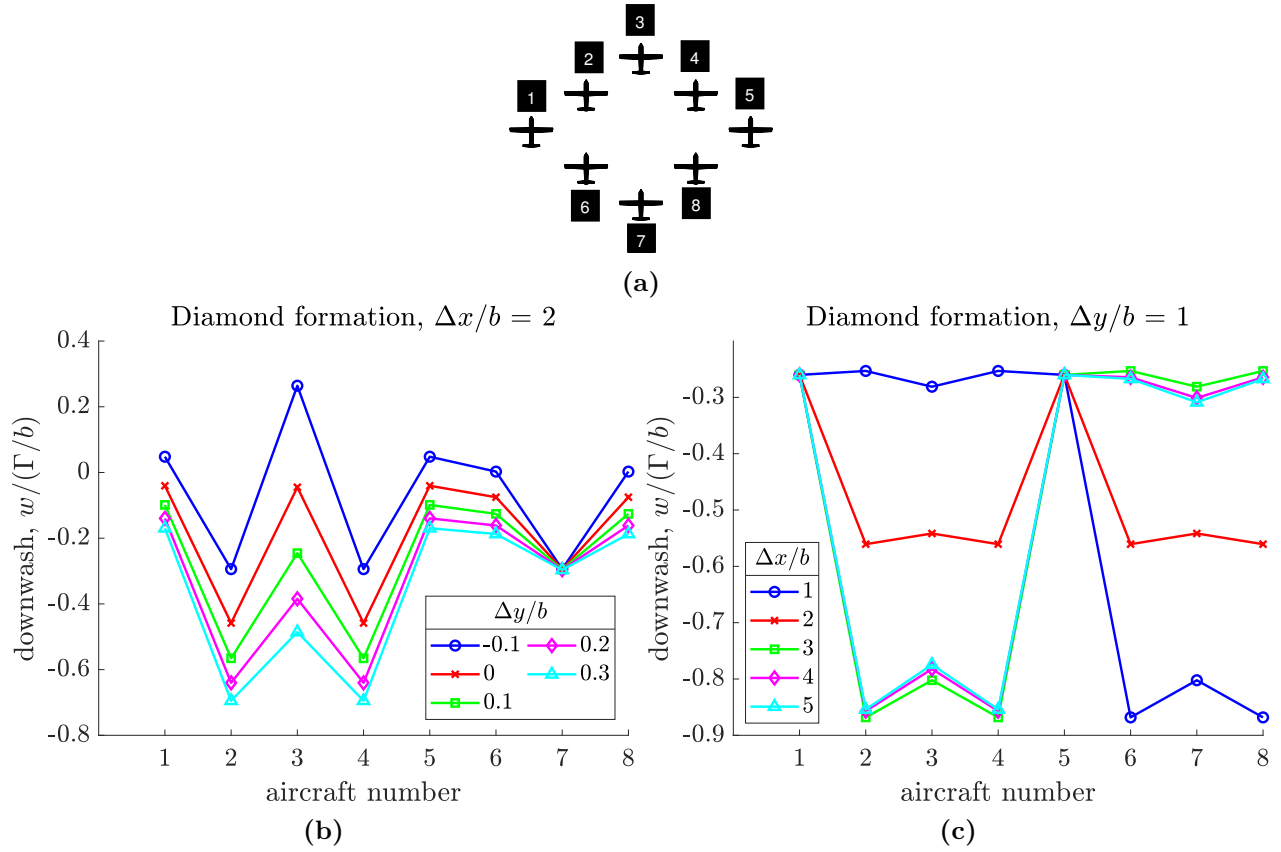 3
2
4
1
5
6
8
7
(a)
Diamond formation, Δx/b = 2
0.4
0.2
0
-0.2
-0.4
-0.6
-0.8
downwash, w/(Γ/b)
Δy/b
-0.1
0.2
0
0.3
0.1
1 2 3 4 5 6 7 8
aircraft number
(b)
Diamond formation, Δy/b = 1
-0.3
-0.4
-0.5
-0.6
-0.7
-0.8
-0.9
downwash, w/(Γ/b)
Δx/b
1
2
3
4
5
1 2 3 4 5 6 7 8
aircraft number
(c)